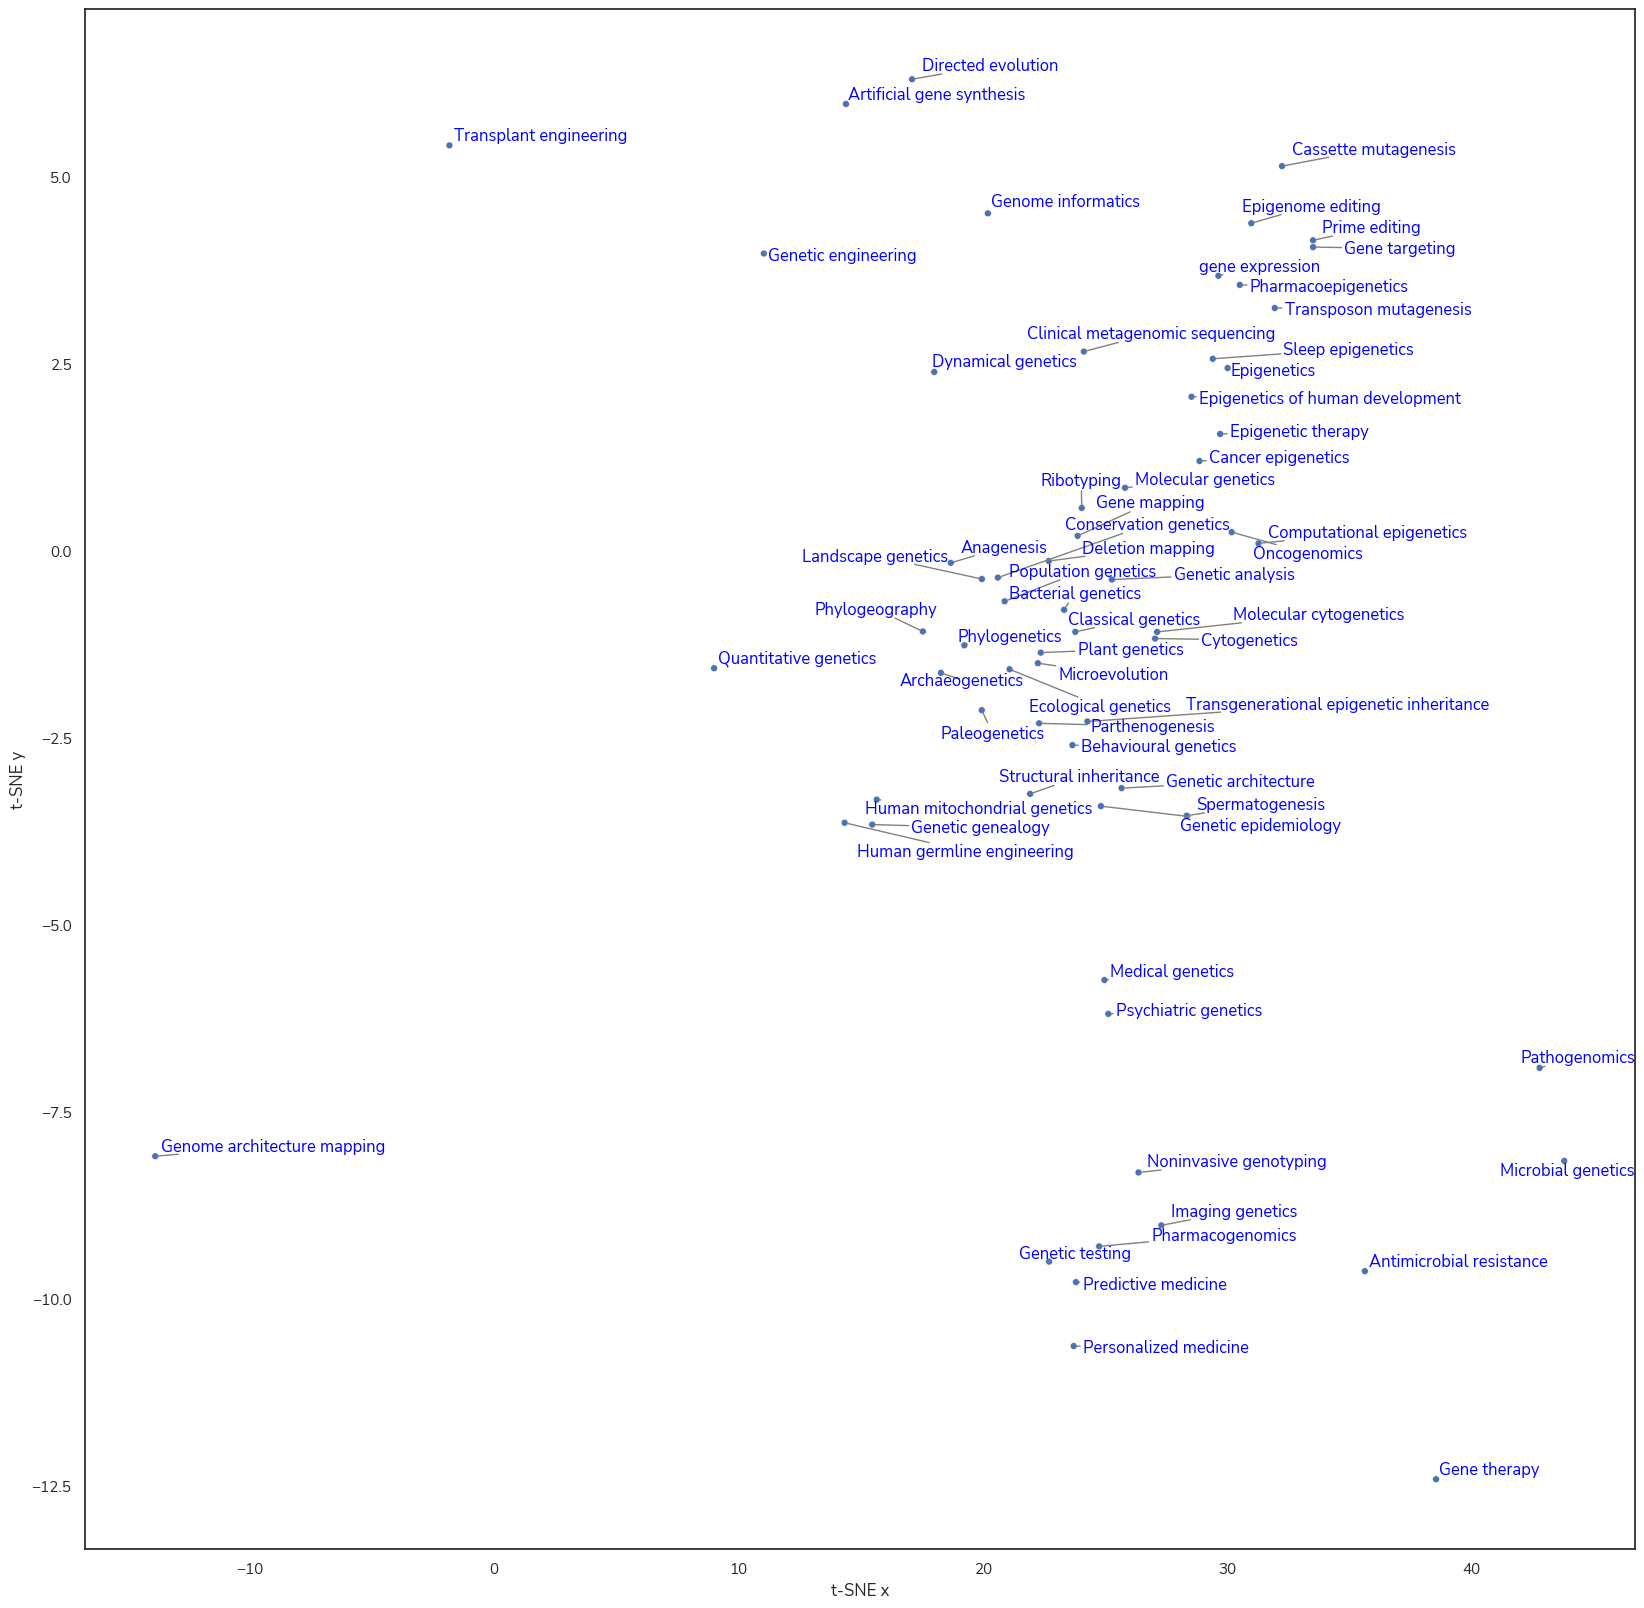 Directed evolution
Artificial gene synthesis
Transplant engineering
Cassette mutagenesis
5.0
Genome informatics
Epigenome editing
Prime editing
Gene targeting
Genetic engineering
gene expression
Pharmacoepigenetics
Transposon mutagenesis
Clinical metagenomic sequencing
Sleep epigenetics
2.5
Dynamical genetics
Epigenetics
Epigenetics of human development
Epigenetic therapy
Cancer epigenetics
Ribotyping
Molecular genetics
Gene mapping
Conservation genetics
Computational epigenetics
0.0
Anagenesis
Deletion mapping
Oncogenomics
Landscape genetics
Population genetics
Genetic analysis
Bacterial genetics
Phylogeography
Classical genetics
Molecular cytogenetics
Phylogenetics
Cytogenetics
Plant genetics
Quantitative genetics
Microevolution
Archaeogenetics
Ecological genetics
Transgenerational epigenetic inheritance
−2.5
Paleogenetics
Parthenogenesis
Behavioural genetics
Structural inheritance
Genetic architecture
Human mitochondrial genetics
Spermatogenesis
Genetic genealogy
Genetic epidemiology
Human germline engineering
t-SNE y
−5.0
Medical genetics
Psychiatric genetics
Pathogenomics
−7.5
Genome architecture mapping
Noninvasive genotyping
Microbial genetics
Imaging genetics
Pharmacogenomics
Genetic testing
Antimicrobial resistance
Predictive medicine
−10.0
Personalized medicine
Gene therapy
−12.5
−10 0 10 20 30 40
t-SNE x